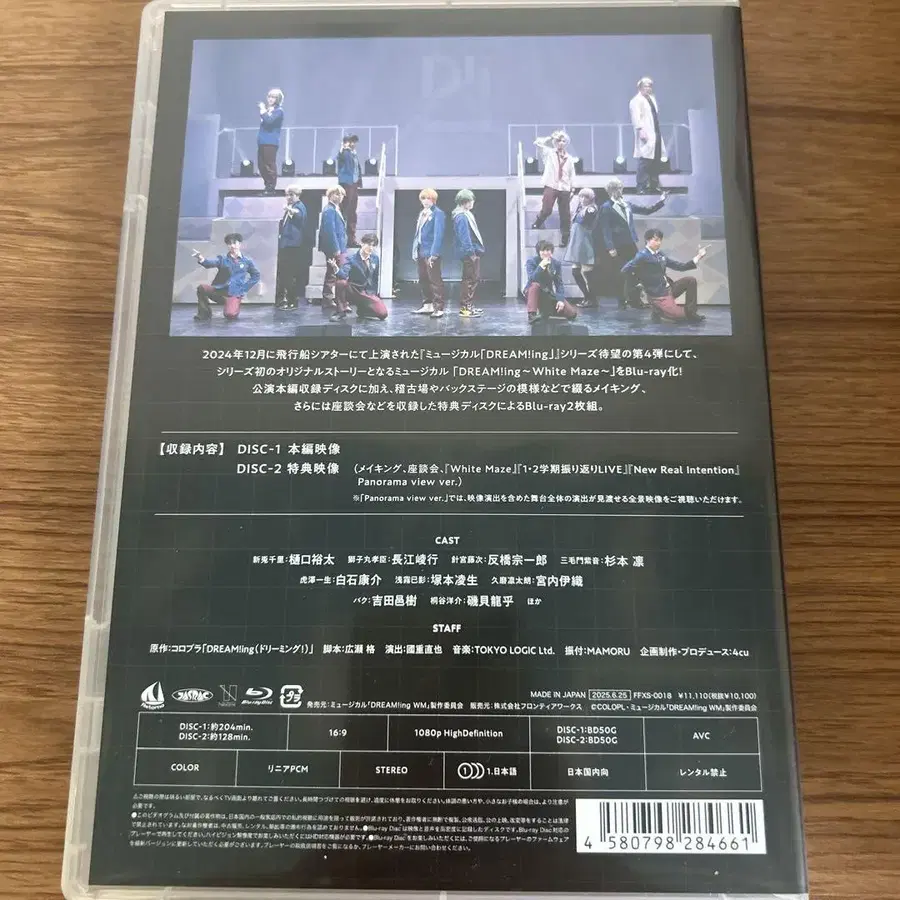 DI
2024年12月に飛行船シアターにて上演された『ミュージカル「DREAM!ing」』シリーズ待望の第4弾にして、
シリーズ初のオリジナルストーリーとなるミュージカル 「DREAM!ing~White Maze~」をBlu-ray化!
公演本編収録ディスクに加え、稽古場やバックステージの模様などで綴るメイキング、
さらには座談会などを収録した特典ディスクによるBlu-ray2枚組。
【収録内容】 DISC-1 本編映像
DISC-2 特典映像 (メイキング、座談会、『White Maze』『1・2学期振り返りLIVE』『New Real Intention』
Panorama view ver.)
※「Panorama view ver.」では、映像演出を含めた舞台全体の演出が見渡せる全景映像をご視聴いただけます。
CAST
新兎千里:樋口裕太 獅子丸孝臣:長江崚行 針宮藤次:反橋宗一郎 三毛門紫音:杉本 凛
虎澤一生:白石康介 浅霧巳影:塚本凌生 久磨凛太朗:宮内伊織
バク:吉田邑樹 桐谷洋介:磯貝龍乎 ほか
STAFF
原作:コロプラ「DREAM!ing(ドリーミング!)」 脚本:広瀬 格 演出:國重直也 音楽:TOKYO LOGIC Ltd. 振付:MAMORU 企画制作・プロデュース:4cu
MADE IN JAPAN 2025.6.25 FFXS-0018 ¥11,110(税抜¥10,100)
JASRAC Blu-ray Disc 発売元:ミュージカル「DREAM!ing WM」製作委員会 販売元:株式会社フロンティアワークス ©COLOPL・ミュージカル「DREAM!ing WM」製作委員会
DISC-1:約204min.
DISC-2:約128min.
16:9
1080p HighDefinition
DISC-1:BD50G
DISC-2:BD50G
AVC
COLOR
リニアPCM
STEREO
1.日本語
日本国内向
レンタル禁止
4 580798 284661